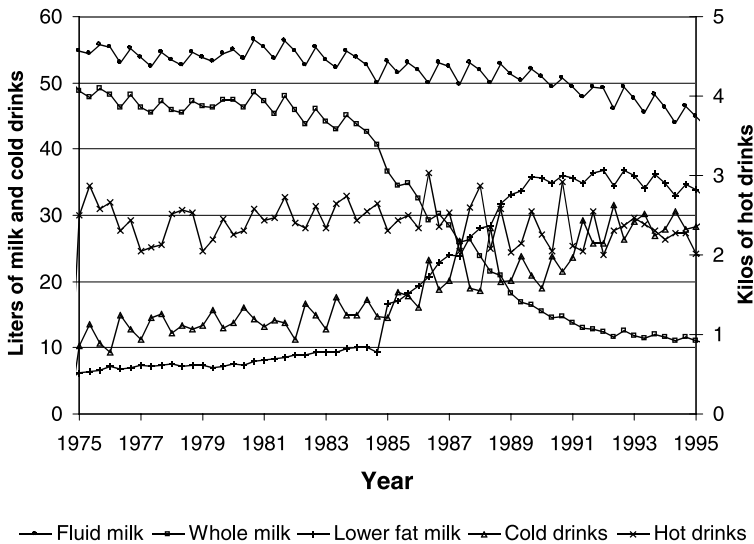 Liters of milk and cold drinks
60
50
40
30
20
10
0
5
4
3
2
1
0
Kilos of hot drinks
1975 1977 1979 1981 1983 1985 1987 1989 1991 1993 1995
Year
Fluid milk Whole milk Lower fat milk Cold drinks Hot drinks